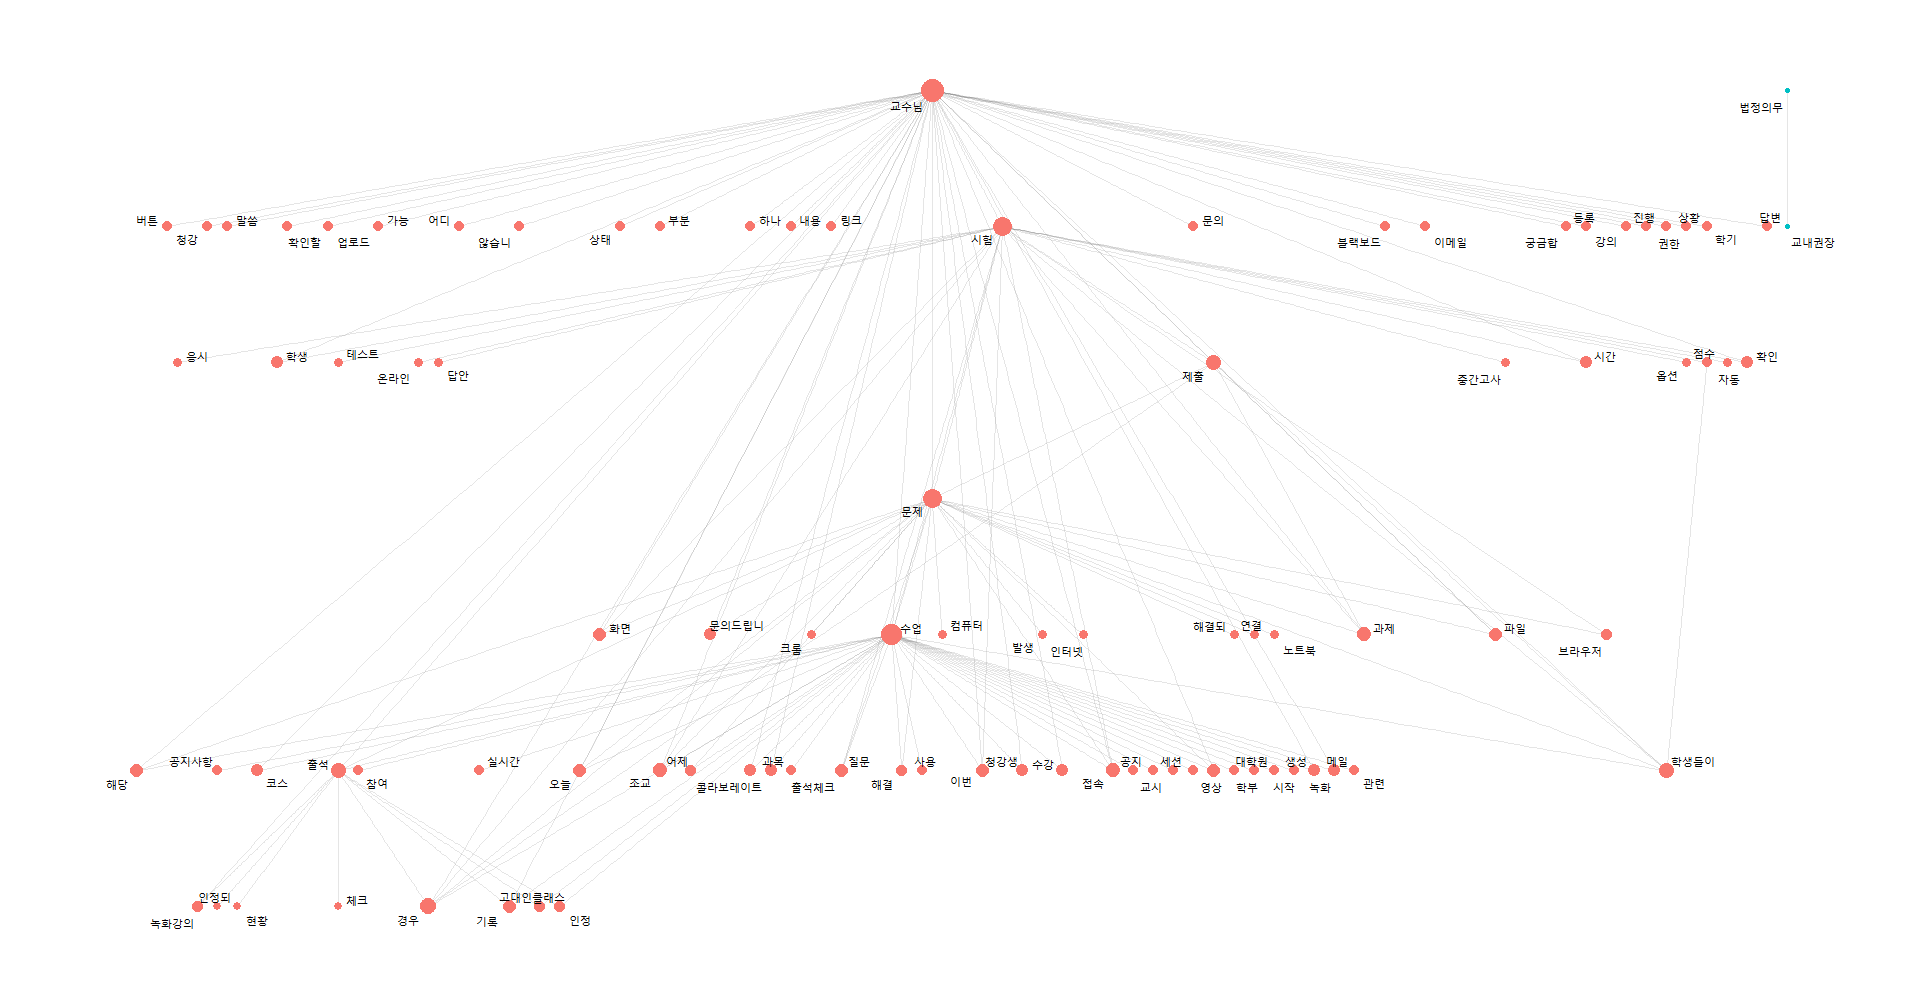 교수님
법정의무
버튼
정강
말씀
확인할
업로드
가능
어디
않습니
상태
부분
하나
내용
링크
시험
문의
블랙보드
이메일
궁금합
등록
강의
진행
권한
상황
학기
답변
교내권장
응시
학생
테스트
온라인
답안
제출
중간고사
시간
옵션
점수
자동
확인
문제
화면
문의드립니
크롬
수업
컴퓨터
발생
인터넷
해결되
연결
노트북
과제
파일
브라우저
해당
공지사항
코스
출석
참여
실시간
오늘
조교
어제
콜라보레이트
과목
출석체크
질문
해결
사용
이번
청강생
수강
접속
공지
교시
세션
영상
대학원
학부
시작
생성
녹화
메일
관련
학생들이
녹화강의
인정되
현황
체크
경우
기록
고대인클래스
인정